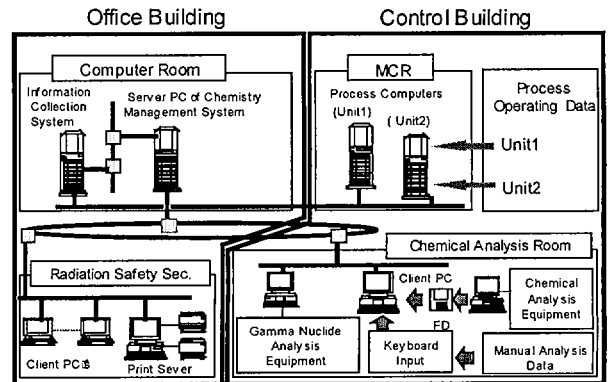 Office Building
Control Building
Computer Room
Information
Collection
System
Server PC of Chemistry
Management System
MCR
Process Computers
(Unit1)
( Unit2)
Process
Operating Data
Unit1
Unit2
Radiation Safety Sec.
Client PC's
Print Sever
Chemical Analysis Room
Client PC
FD
Chemical
Analysis
Equipment
Gamma Nuclide
Analysis
Equipment
Keyboard
Input
Manual Analysis
Data